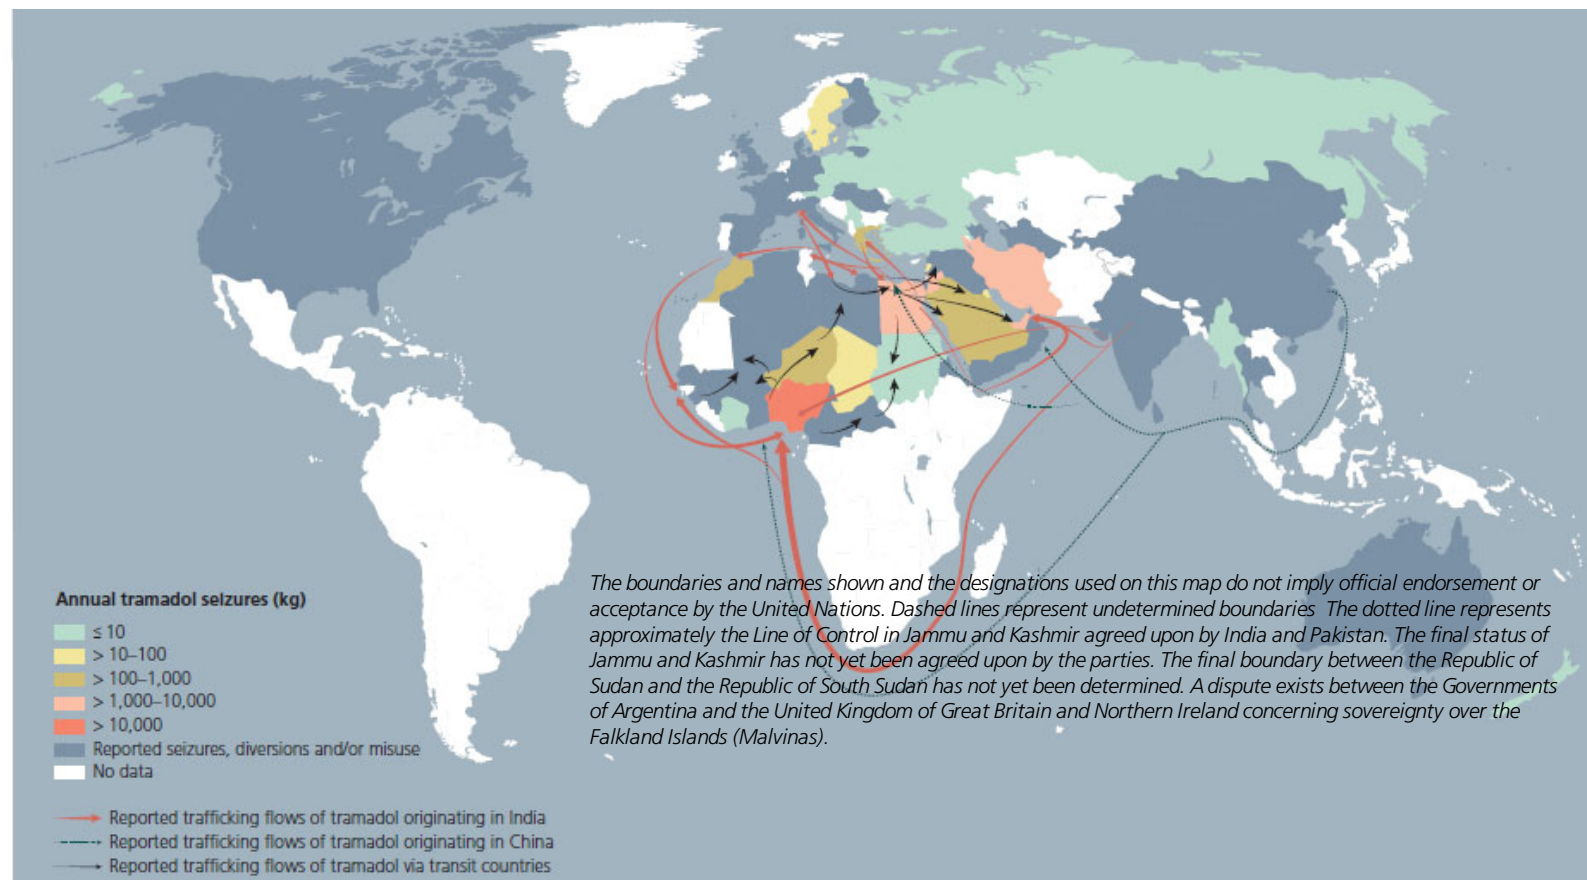 The boundaries and names shown and the designations used on this map do not imply official endorsement or
acceptance by the United Nations. Dashed lines represent undetermined boundaries  The dotted line represents
approximately the Line of Control in Jammu and Kashmir agreed upon by India and Pakistan. The final status of
Jammu and Kashmir has not yet been agreed upon by the parties. The final boundary between the Republic of
Sudan and the Republic of South Sudan has not yet been determined. A dispute exists between the Governments
of Argentina and the United Kingdom of Great Britain and Northern Ireland concerning sovereignty over the
Falkland Islands (Malvinas).
Annual tramadol seizures (kg)
≤ 10
> 10–100
> 100–1,000
> 1,000–10,000
> 10,000
Reported seizures, diversions and/or misuse
No data
Reported trafficking flows of tramadol originating in India
Reported trafficking flows of tramadol originating in China
Reported trafficking flows of tramadol via transit countries